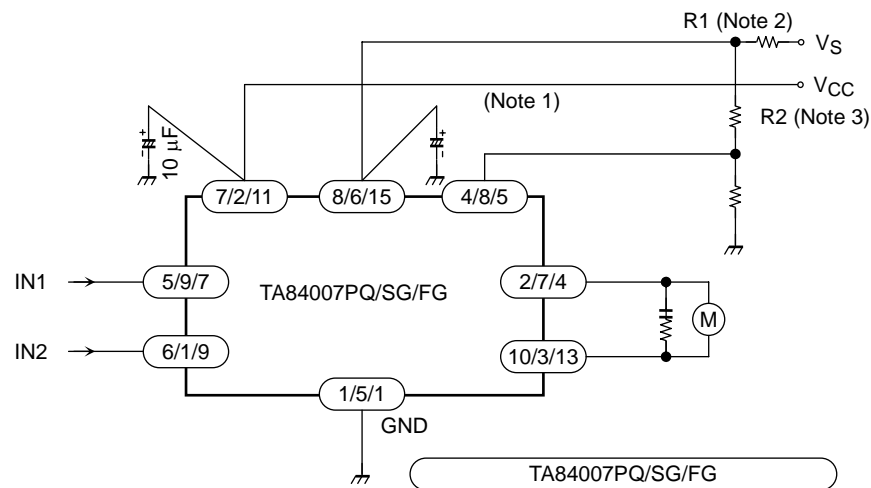 R1 (Note 2)
VS
VCC
(Note 1)
R2 (Note 3)
+
−
10 μF
−
+
7/2/11
8/6/15
4/8/5
IN1
5/9/7
TA84007PQ/SG/FG
2/7/4
M
IN2
6/1/9
10/3/13
1/5/1
GND
TA84007PQ/SG/FG